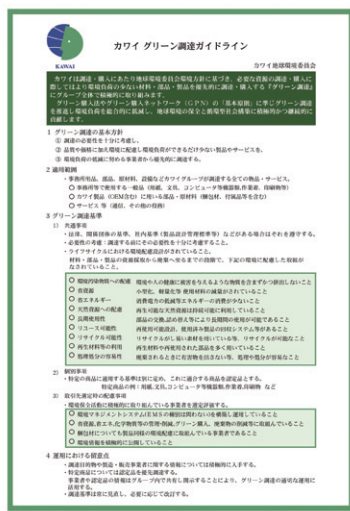 カワイ グリーン調達ガイドライン
KAWAI
カワイ地球環境委員会
カワイは調達・購入にあたり地球環境委員会方針に基づき、必要な資源の調達・購入に
際してはより環境負荷の少ない材料・部品・製品を優先的に調達・購入する『グリーン調達』
にグループ全体で積極的に取り組みます。
グリーン購入法やグリーン購入ネットワーク（GPN）の「基本原則」に準じグリーン調達
を推進し環境負荷を総合的に低減し、地球環境の保全と循環型社会構築に積極的かつ継続的に
貢献します。
1 グリーン調達の基本方針
① 調達の必要性を十分に考慮し、
② 品質や価格に加え環境に配慮し環境負荷ができるだけ少ない製品やサービスを、
③ 環境負荷の低減に努める事業者から優先的に調達する。
2 適用範囲
・事務所用品、部品、原材料、設備などカワイグループが調達する全ての物品・サービス。
○ 事務所等で使用する一般品（用紙、文具、コンピュータ等機器類,作業着、印刷物等）
○ カワイ製品（OEM含む）に用いる部品・原材料（梱包材、付属品等を含む）
○ サービス 等（通信、その他の役務）
3 グリーン調達基準
1） 共通事項
・法律、関係団体の基準、社内基準（製品設計管理標準等）などがある場合はそれを遵守する。
・必要性の考慮：調達する前にその必要性を十分に考慮すること。
・ライフサイクルにおける環境配慮設計がされていること。
材料・部品・製品の資源採取から廃棄へ至るまでの段階で、下記の環境に配慮した取組が
なされていること。
○ 環境汚染物質への配慮 環境や人の健康に被害を与えるような物質を含まずかつ排出しないこと
○ 省資源 小型化、軽量化等 使用材料の減量がされていること
○ 省エネルギー 消費電力の低減等エネルギーの消費が少ないこと
○ 天然資源への配慮 再生可能な天然資源は持続可能に利用していること
○ 長期使用性 部品の交換,詰め替え等により長期間の使用が可能であること
○ リユース可能性 再使用可能設計、使用済み製品の回収システム等があること
○ リサイクル可能性 リサイクルがし易い素材を用いている等、リサイクルが可能なこと
○ 再生材料等の利用 再生材料や再使用された部品を多く用いていること
○ 処理処分の容易性 廃棄されるときに有害物を出さない等、処理や処分が容易なこと
2） 個別事項
・特定の商品に適用する基準は別に定め、これに適合する商品を認定品とする。
特定商品の例：用紙,文具,コンピュータ等機器類,作業着,印刷物 など
3） 取引先選定時の配慮事項
・環境保全活動に積極的に取り組んでいる事業者を選定評価する。
○ 環境マネジメントシステム(EMSの種別は問わない)を構築し運用していること
○ 省資源,省エネ,化学物質等の管理・削減,グリーン購入、廃棄物の削減等に取組んでいること
○ 梱包材についても製品同様の環境配慮に取組んでいる事業者であること
○ 環境情報を積極的に公開していること
4 運用における留意点
・調達目的物や製造・販売事業者に関する情報については積極的に入手する。
・特定商品については認定品を優先調達する。
事業者や認定品の情報はグループ内で共有し開示することにより、グリーン調達の適切な運用に
活用する。
・調達基準は常に見直し、必要に応じて改訂する。